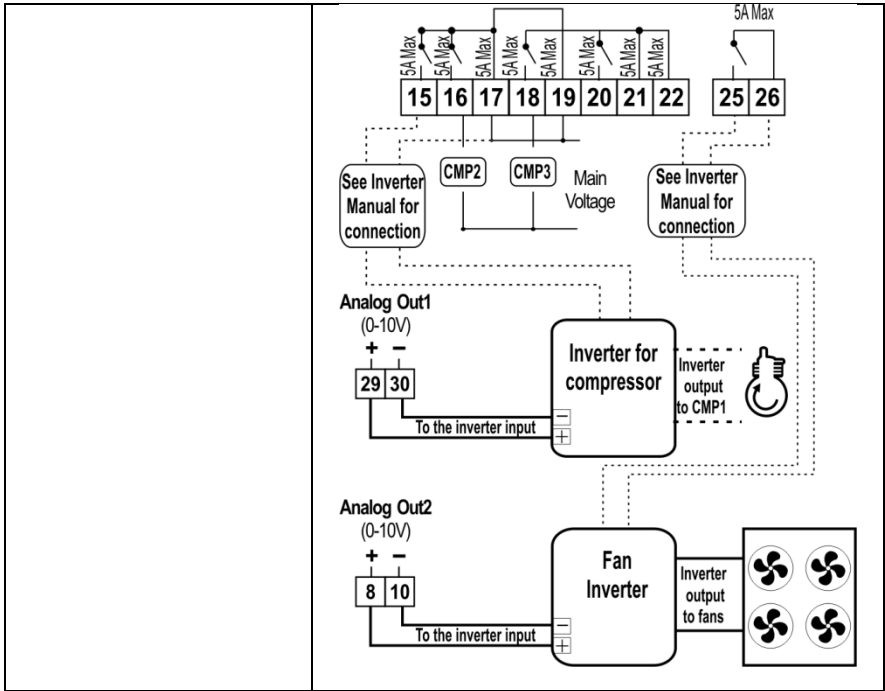 5A Max
5A Max 5A Max 5A Max 5A Max 5A Max 5A Max 5A Max 5A Max
15 16 17 18 19 20 21 22 25 26
CMP2 CMP3
Main
Voltage
See Inverter
Manual for
connection
See Inverter
Manual for
connection
Analog Out1
(0-10V)
+ −
29 30
To the inverter input
−
+
Inverter for
compressor
Inverter
output
to CMP1
Analog Out2
(0-10V)
+ −
8 10
To the inverter input
−
+
Fan
Inverter
Inverter
output
to fans